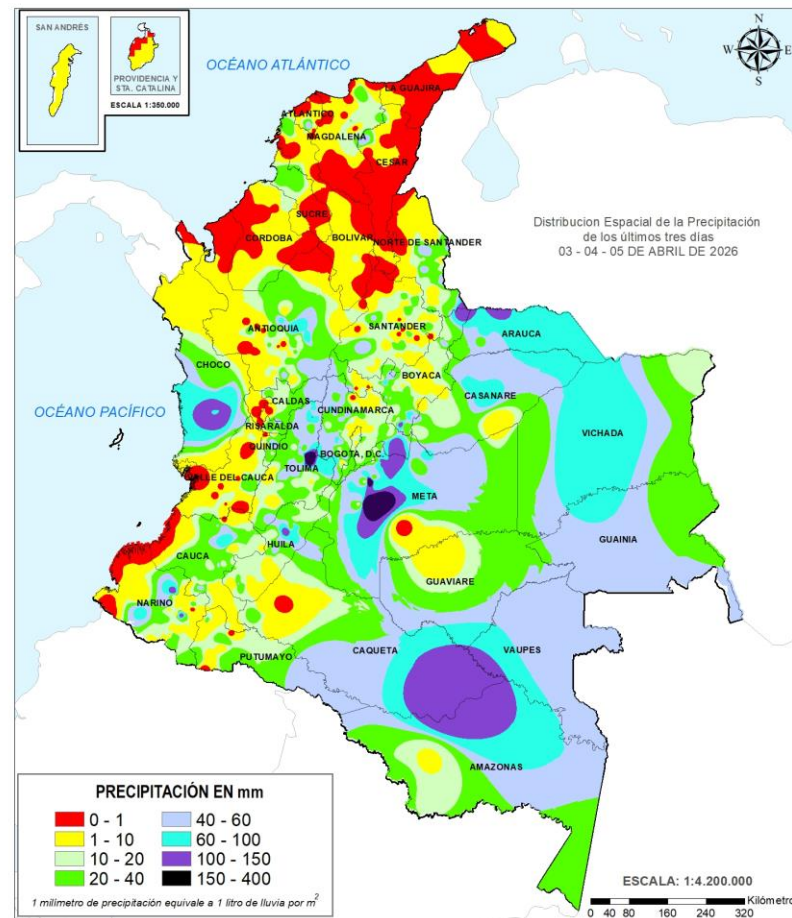 SAN ANDRÉS
PROVIDENCIA Y
STA. CATALINA
ESCALA 1:350.000
OCÉANO ATLÁNTICO
N
W
E
S
LA GUAJIRA
ATLÁNTICO
MAGDALENA
CESAR
Distribucion Espacial de la Precipitación
de los últimos tres días
03 - 04 - 05 DE ABRIL DE 2026
SUCRE
CORDOBA
BOLIVAR
NORTE DE SANTANDER
ANTIOQUIA
SANTANDER
ARAUCA
CHOCO
BOYACA
CASANARE
OCÉANO PACÍFICO
CALDAS
CUNDINAMARCA
RISARALDA
VICHADA
QUINDIO
BOGOTA, D.C.
TOLIMA
VALLE DEL CAUCA
META
GUAINIA
CAUCA
HUILA
GUAVIARE
NARIÑO
PUTUMAYO
CAQUETA
VAUPES
AMAZONAS
PRECIPITACIÓN EN mm
0 - 1
40 - 60
1 - 10
60 - 100
10 - 20
100 - 150
20 - 40
150 - 400
1 milímetro de precipitación equivale a 1 litro de lluvia por m²
ESCALA: 1:4.200.000
Kilómetro
40 80 160 240 320